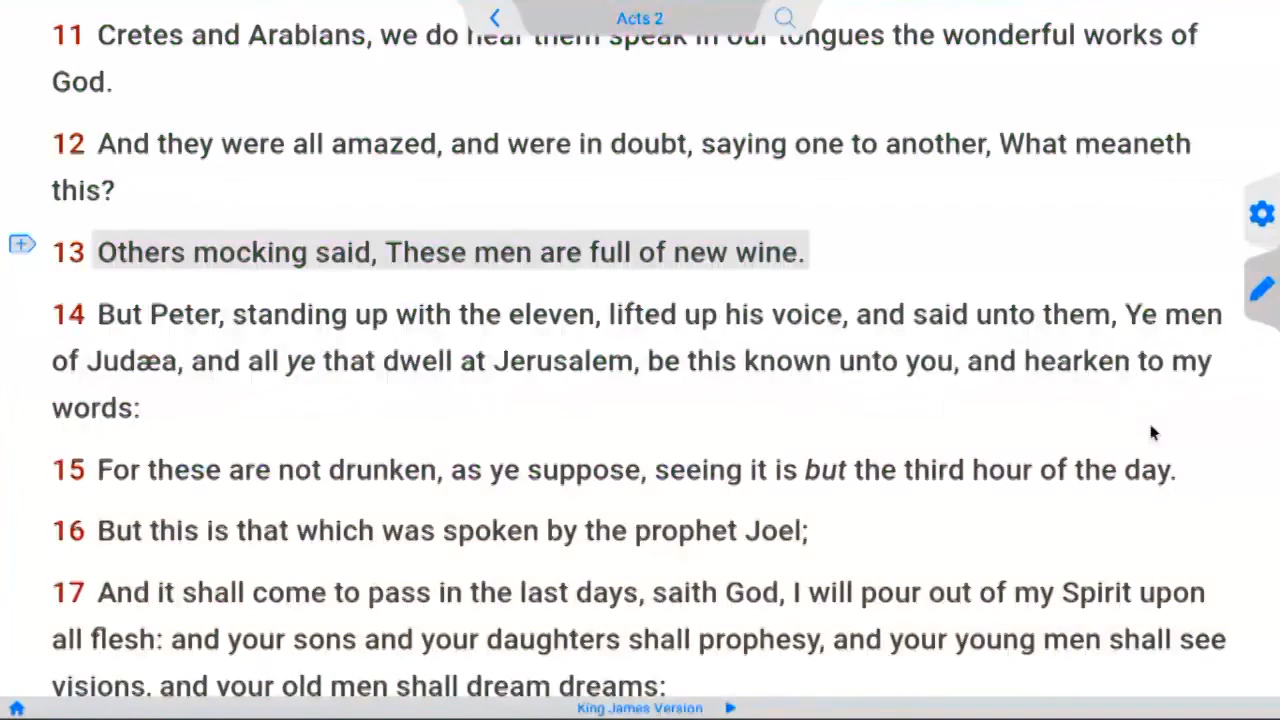 Acts 2
11 Cretes and Arabians, we do hear them speak in our tongues the wonderful works of
God.
12 And they were all amazed, and were in doubt, saying one to another, What meaneth
this?
13 Others mocking said, These men are full of new wine.
14 But Peter, standing up with the eleven, lifted up his voice, and said unto them, Ye men
of Judæa, and all ye that dwell at Jerusalem, be this known unto you, and hearken to my
words:
15 For these are not drunken, as ye suppose, seeing it is but the third hour of the day.
16 But this is that which was spoken by the prophet Joel;
17 And it shall come to pass in the last days, saith God, I will pour out of my Spirit upon
all flesh: and your sons and your daughters shall prophesy, and your young men shall see
visions, and your old men shall dream dreams:
King James Version